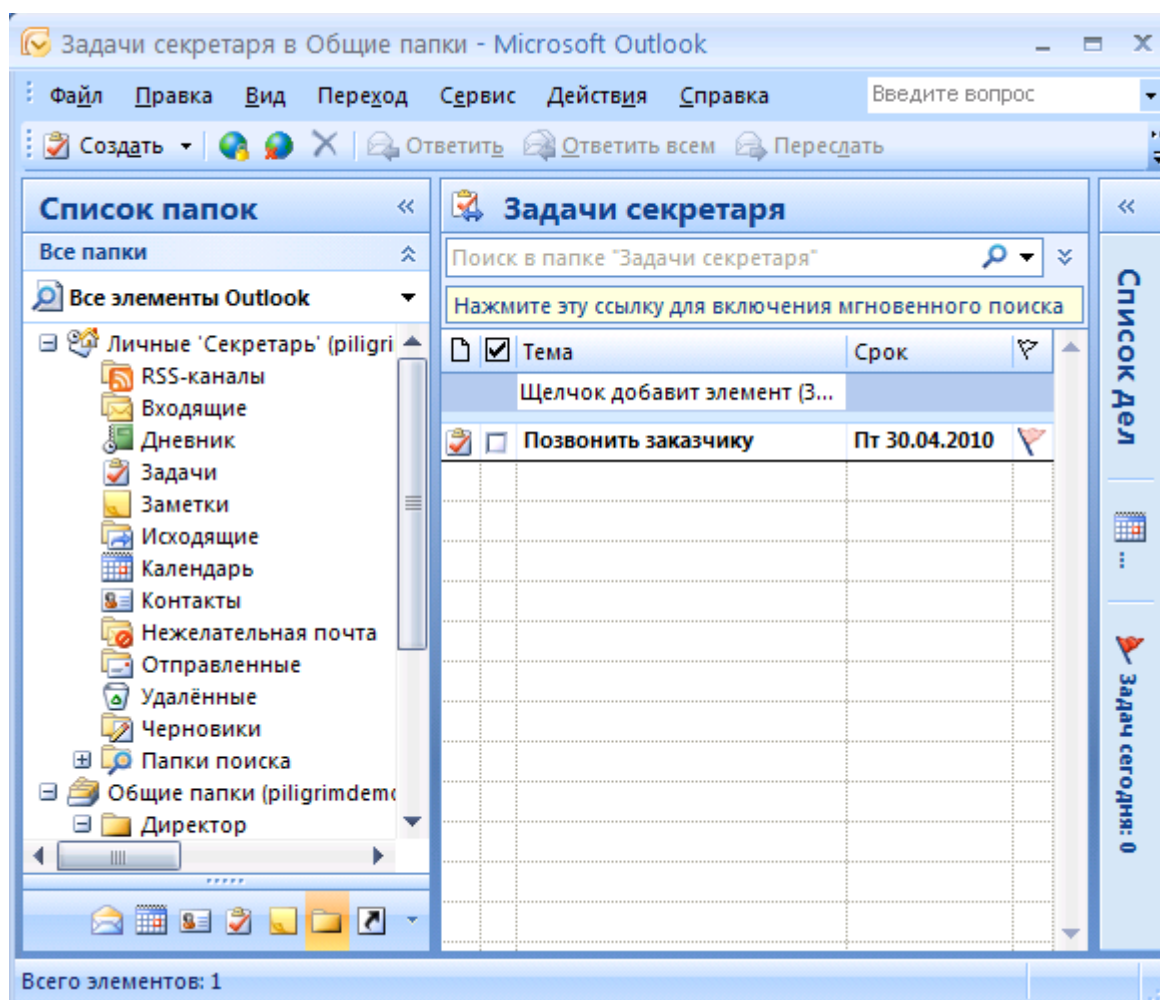 Задачи секретаря в Общие папки - Microsoft Outlook
Файл Правка Вид Переход Сервис Действия Справка Введите вопрос
Создать Ответить Ответить всем Переслать
Список папок
Все папки
Все элементы Outlook
Личные 'Секретарь' (piligri
RSS-каналы
Входящие
Дневник
Задачи
Заметки
Исходящие
Календарь
Контакты
Нежелательная почта
Отправленные
Удалённые
Черновики
Папки поиска
Общие папки (piligrimdemo
Директор
Задачи секретаря
Поиск в папке "Задачи секретаря"
Нажмите эту ссылку для включения мгновенного поиска
Тема Срок
Щелчок добавит элемент (З...
Позвонить заказчику Пт 30.04.2010
Список дел
...
Задач сегодня: 0
Всего элементов: 1